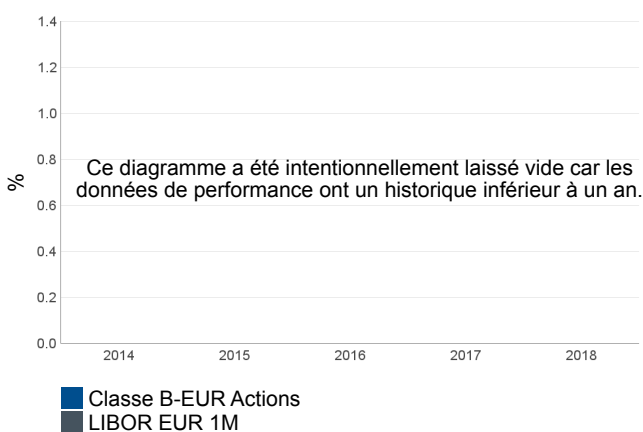 1.4
1.2
1.0
0.8
0.6
0.4
0.2
0.0
%
Ce diagramme a été intentionnellement laissé vide car les
données de performance ont un historique inférieur à un an.
2014 2015 2016 2017 2018
Classe B-EUR Actions
LIBOR EUR 1M